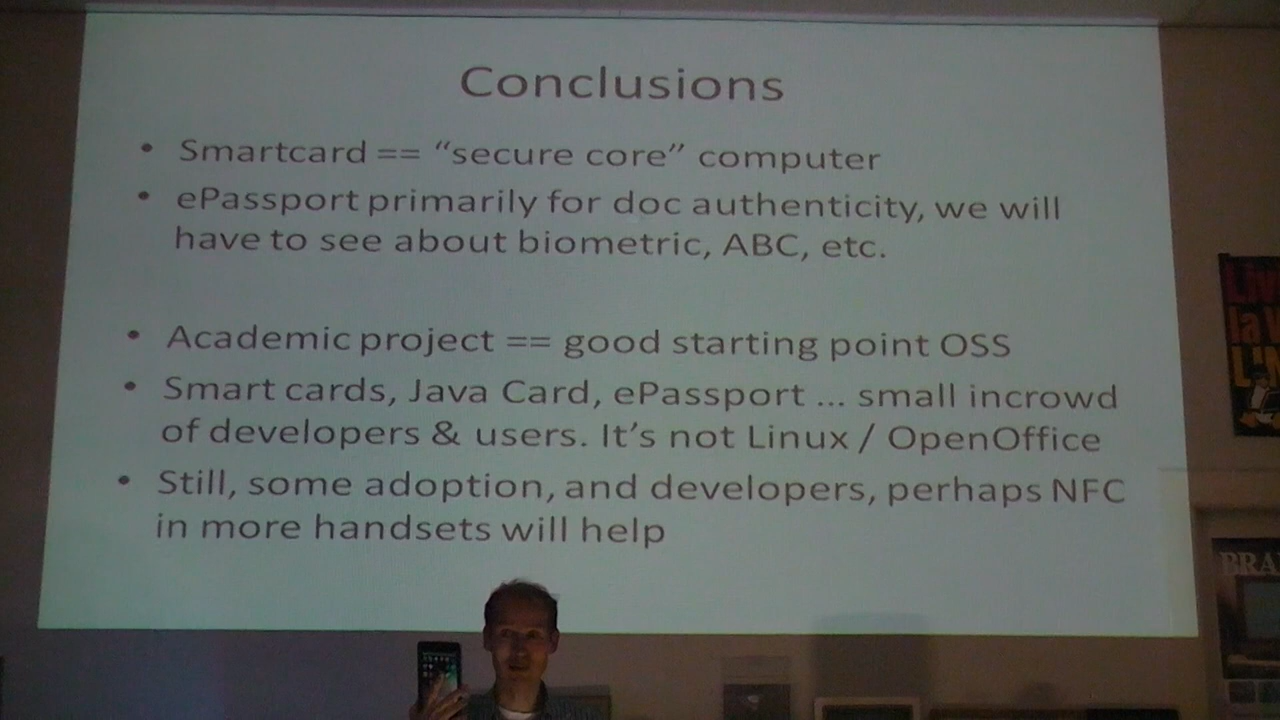 Conclusions
• Smartcard == “secure core” computer
• ePassport primarily for doc authenticity, we will
have to see about biometric, ABC, etc.
• Academic project == good starting point OSS
• Smart cards, Java Card, ePassport ... small incrowd
of developers & users. It’s not Linux / OpenOffice
• Still, some adoption, and developers, perhaps NFC
in more handsets will help